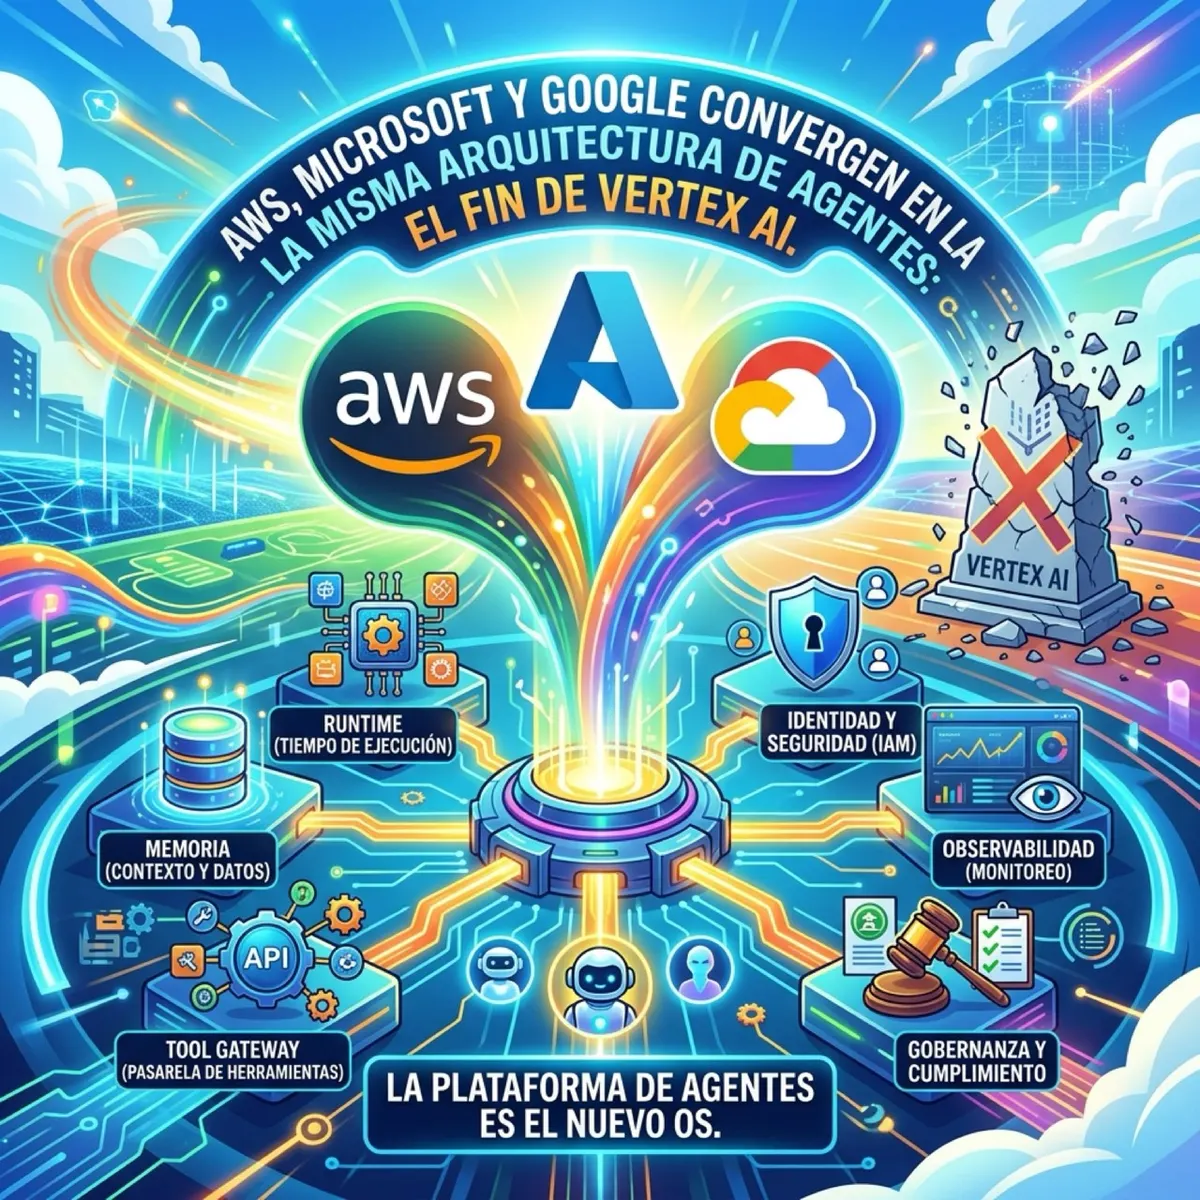 AWS, MICROSOFT Y GOOGLE CONVERGEN EN LA
LA MISMA ARQUITECTURA DE AGENTES:
EL FIN DE VERTEX AI.
aws
VERTEX AI
RUNTIME
(TIEMPO DE EJECUCIÓN)
IDENTIDAD Y
SEGURIDAD (IAM)
MEMORIA
(CONTEXTO Y DATOS)
OBSERVABILIDAD
(MONITOREO)
API
TOOL GATEWAY
(PASARELA DE HERRAMIENTAS)
GOBERNANZA Y
CUMPLIMIENTO
LA PLATAFORMA DE AGENTES
ES EL NUEVO OS.